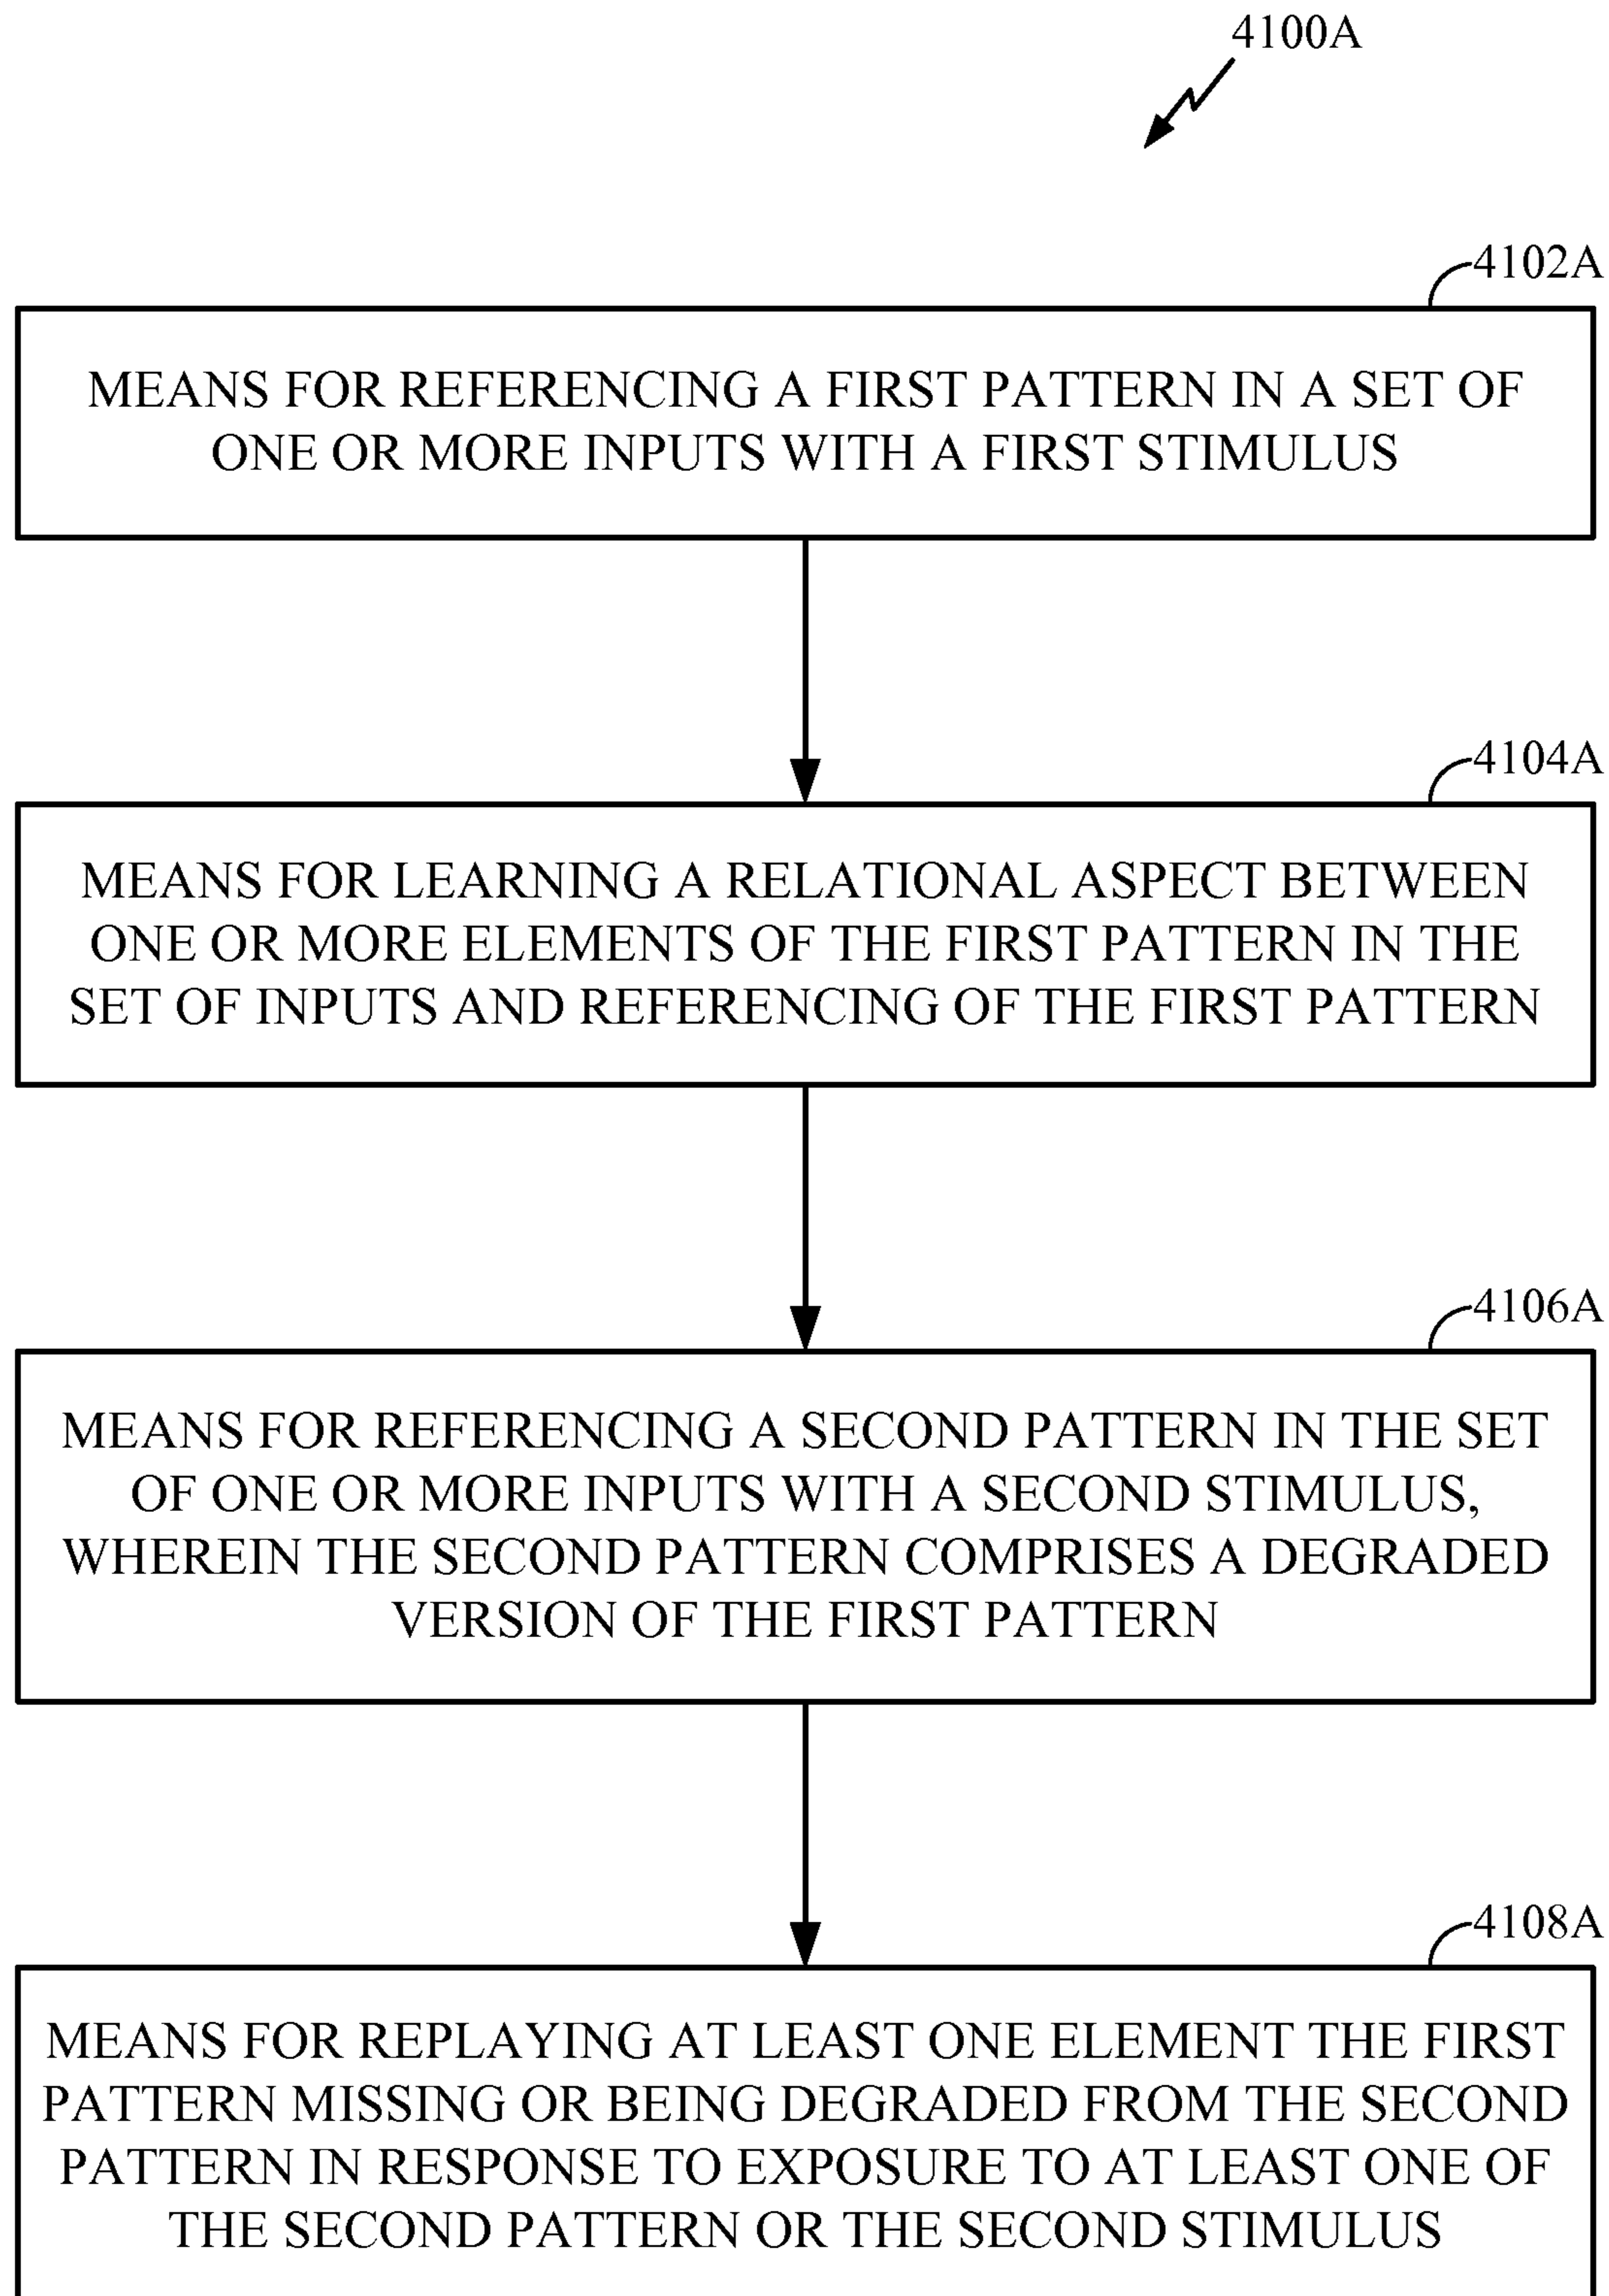 4100A
4102A
MEANS FOR REFERENCING A FIRST PATTERN IN A SET OF
ONE OR MORE INPUTS WITH A FIRST STIMULUS
4104A
MEANS FOR LEARNING A RELATIONAL ASPECT BETWEEN
ONE OR MORE ELEMENTS OF THE FIRST PATTERN IN THE
SET OF INPUTS AND REFERENCING OF THE FIRST PATTERN
4106A
MEANS FOR REFERENCING A SECOND PATTERN IN THE SET
OF ONE OR MORE INPUTS WITH A SECOND STIMULUS,
WHEREIN THE SECOND PATTERN COMPRISES A DEGRADED
VERSION OF THE FIRST PATTERN
4108A
MEANS FOR REPLAYING AT LEAST ONE ELEMENT THE FIRST
PATTERN MISSING OR BEING DEGRADED FROM THE SECOND
PATTERN IN RESPONSE TO EXPOSURE TO AT LEAST ONE OF
THE SECOND PATTERN OR THE SECOND STIMULUS